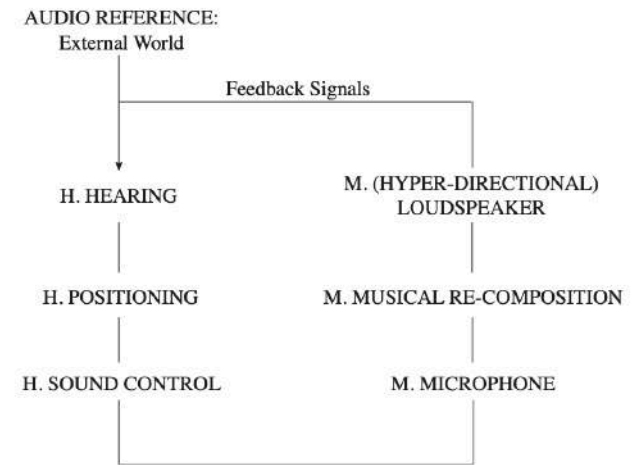 AUDIO REFERENCE:
External World
Feedback Signals
H. HEARING
M. (HYPER-DIRECTIONAL)
LOUDSPEAKER
H. POSITIONING
M. MUSICAL RE-COMPOSITION
H. SOUND CONTROL
M. MICROPHONE